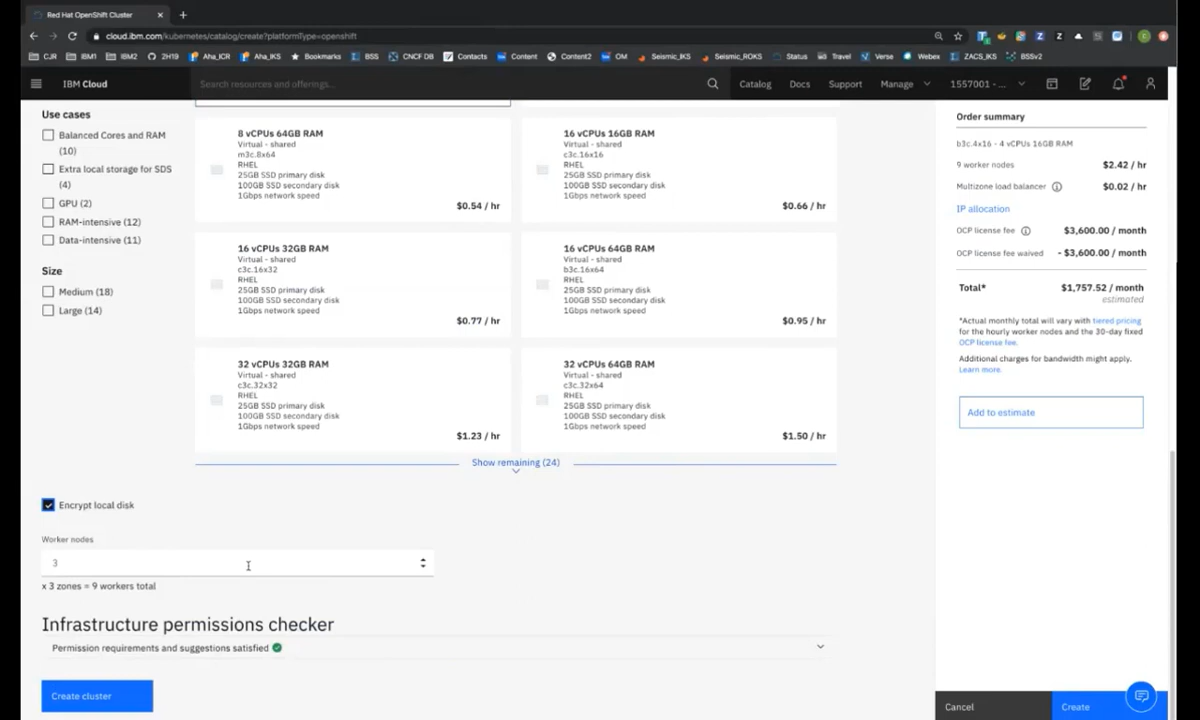 Red Hat OpenShift Cluster
cloud.ibm.com/kubernetes/catalog/create?platformType=openshift
CJR IBM1 IBM2 2H19 Aha_ICR Aha_IKS Bookmarks BSS CNCF DB Contacts Content Content2 OM Seismic_IKS Seismic_ROKS Status Travel Verse Webex ZACS_IKS BSSv2
IBM Cloud
Search resources and offerings...
Catalog Docs Support Manage 1557001 - ...
Use cases
Balanced Cores and RAM
(10)
Extra local storage for SDS
(4)
GPU (2)
RAM-intensive (12)
Data-intensive (11)
Size
Medium (18)
Large (14)
8 vCPUs 64GB RAM
Virtual - shared
m3c.8x64
RHEL
25GB SSD primary disk
100GB SSD secondary disk
1Gbps network speed
$0.54 / hr
16 vCPUs 16GB RAM
Virtual - shared
c3c.16x16
RHEL
25GB SSD primary disk
100GB SSD secondary disk
1Gbps network speed
$0.66 / hr
16 vCPUs 32GB RAM
Virtual - shared
c3c.16x32
RHEL
25GB SSD primary disk
100GB SSD secondary disk
1Gbps network speed
$0.77 / hr
16 vCPUs 64GB RAM
Virtual - shared
b3c.16x64
RHEL
25GB SSD primary disk
100GB SSD secondary disk
1Gbps network speed
$0.95 / hr
32 vCPUs 32GB RAM
Virtual - shared
c3c.32x32
RHEL
25GB SSD primary disk
100GB SSD secondary disk
1Gbps network speed
$1.23 / hr
32 vCPUs 64GB RAM
Virtual - shared
c3c.32x64
RHEL
25GB SSD primary disk
100GB SSD secondary disk
1Gbps network speed
$1.50 / hr
Show remaining (24)
Encrypt local disk
Worker nodes
3
x 3 zones = 9 workers total
Infrastructure permissions checker
Permission requirements and suggestions satisfied
Create cluster
Order summary
b3c.4x16 - 4 vCPUs 16GB RAM
9 worker nodes $2.42 / hr
Multizone load balancer $0.02 / hr
IP allocation
OCP license fee $3,600.00 / month
OCP license fee waived - $3,600.00 / month
Total* $1,757.52 / month
estimated
*Actual monthly total will vary with tiered pricing
for the hourly worker nodes and the 30-day fixed
OCP license fee.
Additional charges for bandwidth might apply.
Learn more.
Add to estimate
Cancel
Create